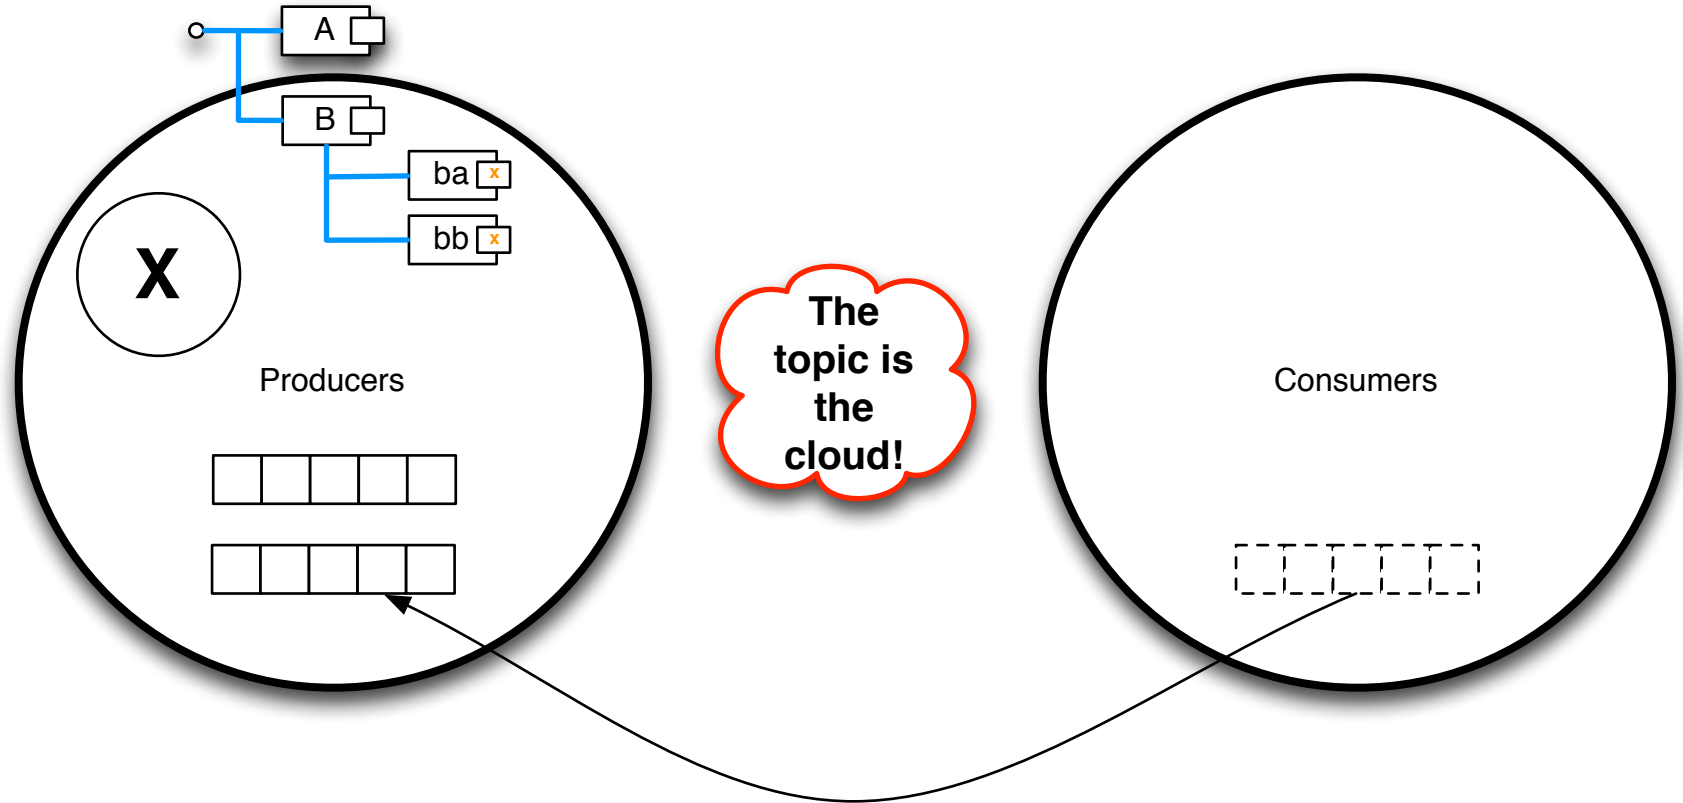 A
B
ba x
bb x
X
The
topic is
the
cloud!
Producers
Consumers